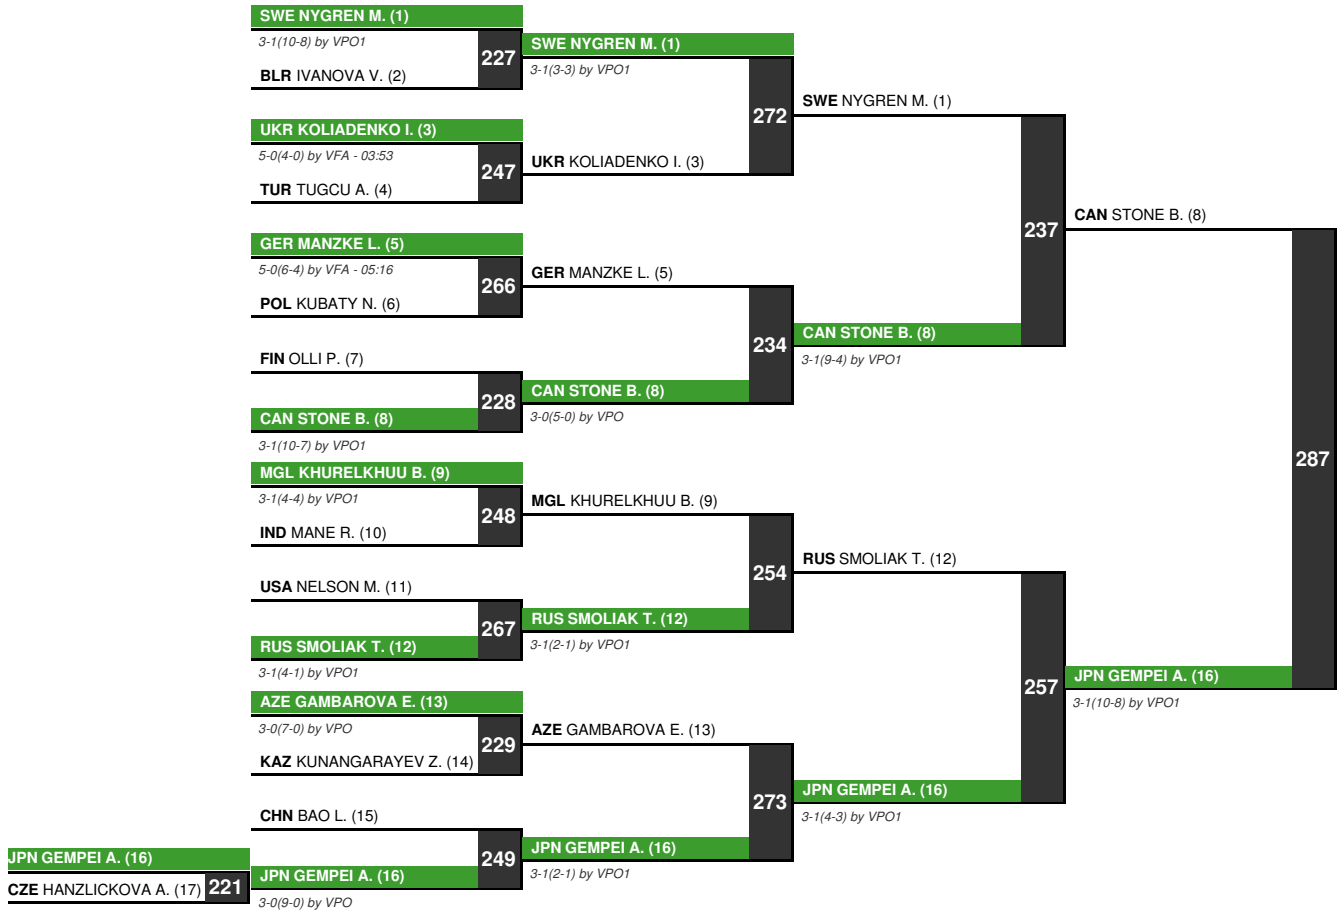 SWE NYGREN M. (1)
3-1(10-8) by VPO1
BLR IVANOVA V. (2)
227
UKR KOLIADENKO I. (3)
5-0(4-0) by VFA - 03:53
TUR TUGCU A. (4)
247
GER MANZKE L. (5)
5-0(6-4) by VFA - 05:16
POL KUBATY N. (6)
266
FIN OLLI P. (7)
228
CAN STONE B. (8)
3-1(10-7) by VPO1
MGL KHURELKHUU B. (9)
3-1(4-4) by VPO1
IND MANE R. (10)
248
USA NELSON M. (11)
267
RUS SMOLIAK T. (12)
3-1(4-1) by VPO1
AZE GAMBAROVA E. (13)
3-0(7-0) by VPO
KAZ KUNANGARAYEV Z. (14)
229
CHN BAO L. (15)
249
JPN GEMPEI A. (16)
3-0(9-0) by VPO
JPN GEMPEI A. (16)
CZE HANZLICKOVA A. (17)
221
SWE NYGREN M. (1)
3-1(3-3) by VPO1
272
UKR KOLIADENKO I. (3)
GER MANZKE L. (5)
234
CAN STONE B. (8)
3-0(5-0) by VPO
MGL KHURELKHUU B. (9)
254
RUS SMOLIAK T. (12)
3-1(2-1) by VPO1
AZE GAMBAROVA E. (13)
273
JPN GEMPEI A. (16)
3-1(2-1) by VPO1
SWE NYGREN M. (1)
237
CAN STONE B. (8)
3-1(9-4) by VPO1
RUS SMOLIAK T. (12)
257
JPN GEMPEI A. (16)
3-1(4-3) by VPO1
CAN STONE B. (8)
287
JPN GEMPEI A. (16)
3-1(10-8) by VPO1